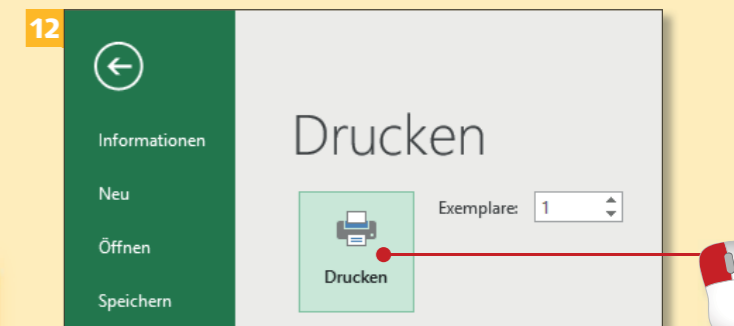 12
Informationen
Neu
Öffnen
Speichern
Drucken
Exemplare: 1
Drucken